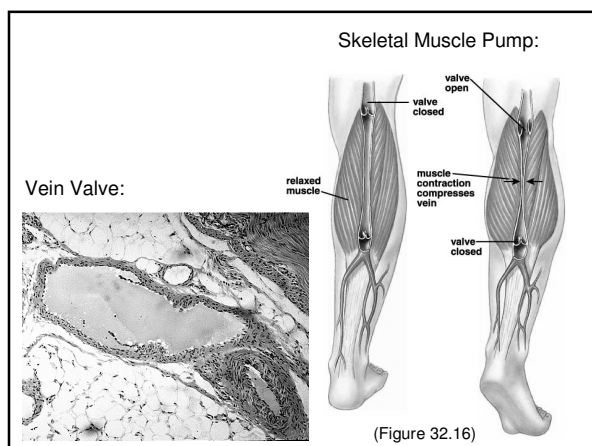 Skeletal Muscle Pump:
valve
closed
valve
open
relaxed
muscle
muscle
contraction
compresses
vein
valve
closed
Vein Valve:
(Figure 32.16)